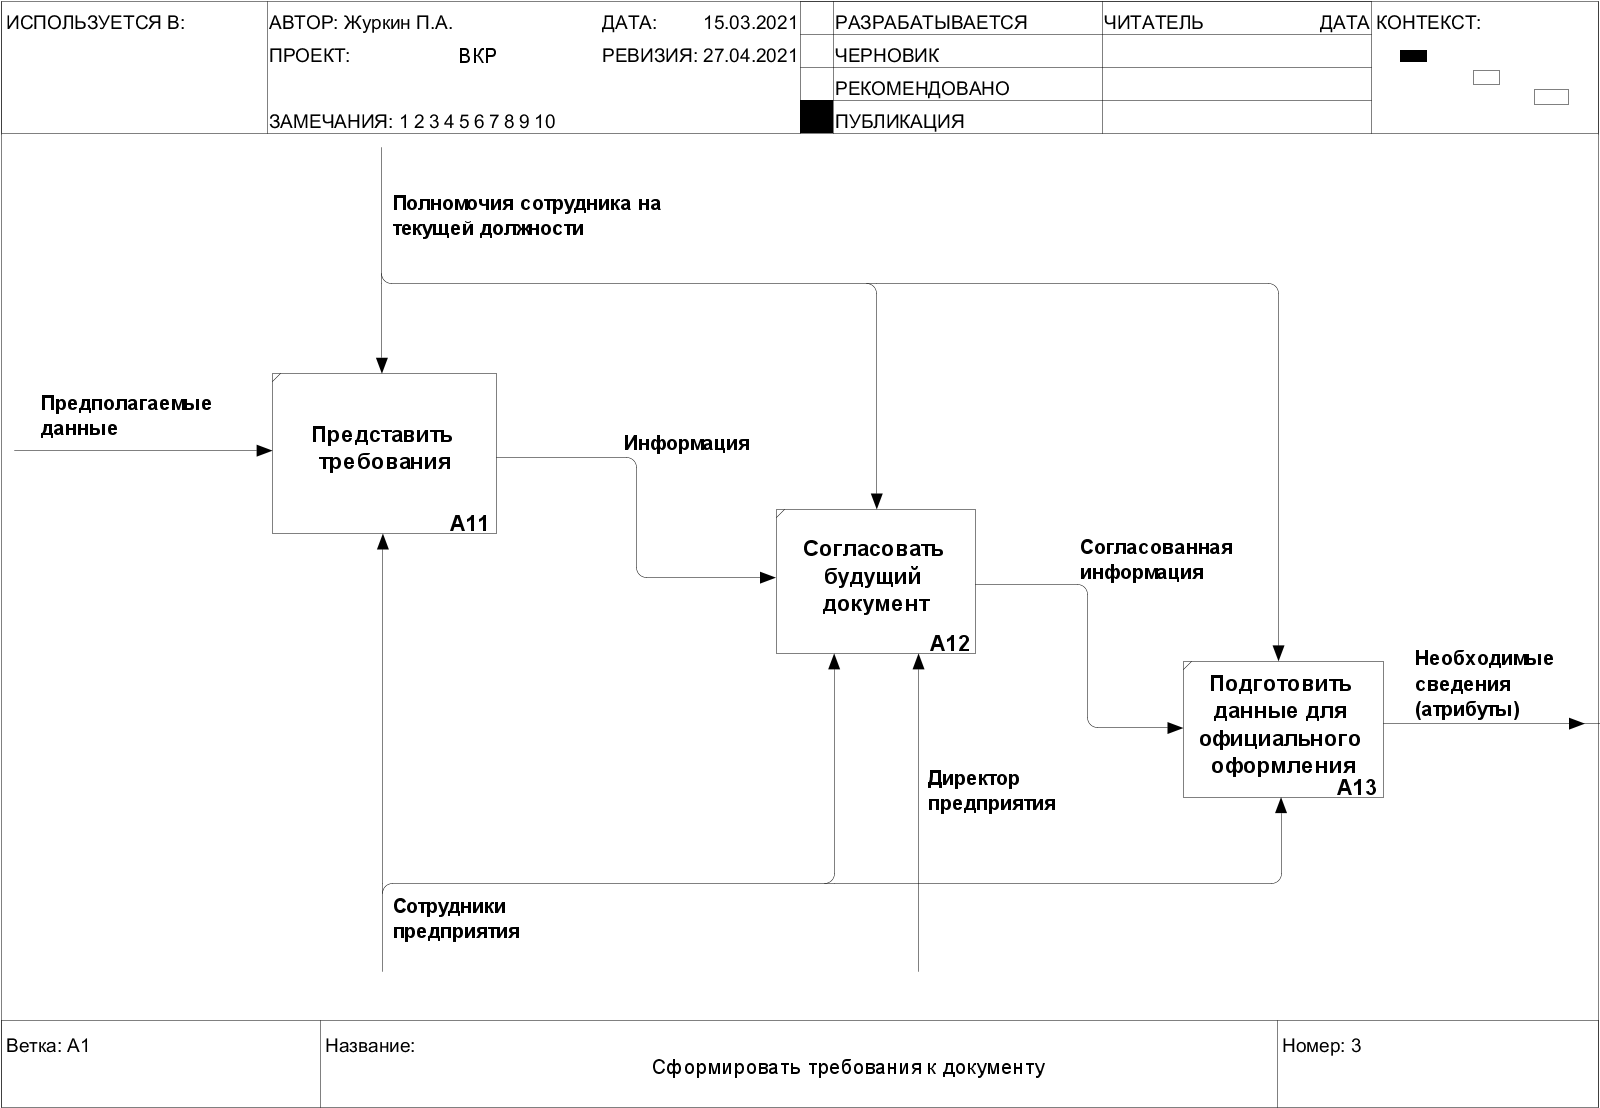 ИСПОЛЬЗУЕТСЯ В:
АВТОР: Журкин П.А.
ДАТА: 15.03.2021
РАЗРАБАТЫВАЕТСЯ
ЧИТАТЕЛЬ
ДАТА
КОНТЕКСТ:
ПРОЕКТ: ВКР
РЕВИЗИЯ: 27.04.2021
ЧЕРНОВИК
РЕКОМЕНДОВАНО
ЗАМЕЧАНИЯ: 1 2 3 4 5 6 7 8 9 10
ПУБЛИКАЦИЯ
Полномочия сотрудника на
текущей должности
Предполагаемые
данные
Представить
требования
A11
Информация
Согласовать
будущий
документ
A12
Согласованная
информация
Подготовить
данные для
официального
оформления
A13
Необходимые
сведения
(атрибуты)
Директор
предприятия
Сотрудники
предприятия
Ветка: A1
Название:
Сформировать требования к документу
Номер: 3